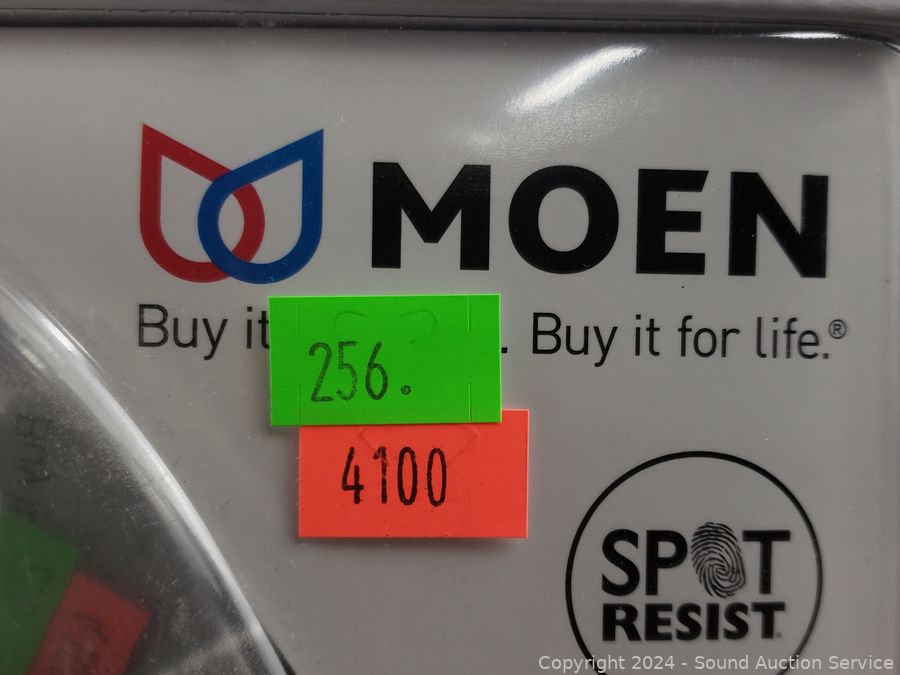 MOEN
Buy it . Buy it for life.®
256.
4100
SPOT
RESIST
Copyright 2024 - Sound Auction Service